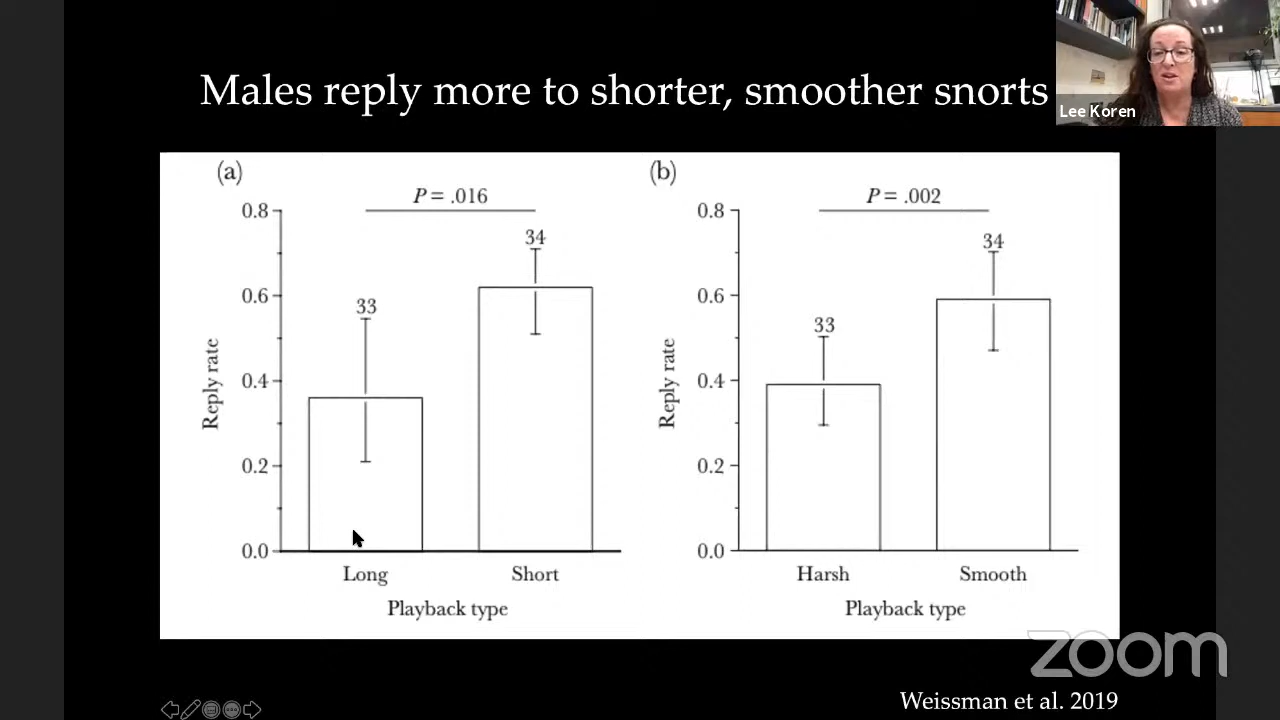 Males reply more to shorter, smoother snorts
Lee Koren
(a)
P = .016
0.8
0.6
0.4
0.2
0.0
Reply rate
33
34
Long
Short
Playback type
(b)
P = .002
0.8
0.6
0.4
0.2
0.0
Reply rate
33
34
Harsh
Smooth
Playback type
zoom
Weissman et al. 2019